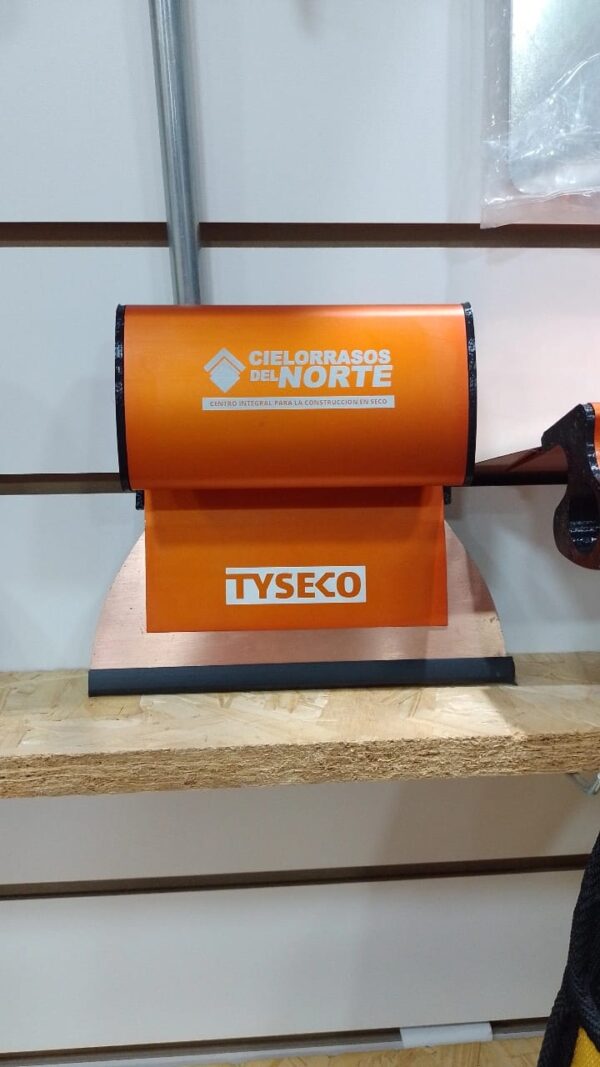 CIELORRASOS
DEL NORTE
CENTRO INTEGRAL PARA LA CONSTRUCCION EN SECO
TYSECO